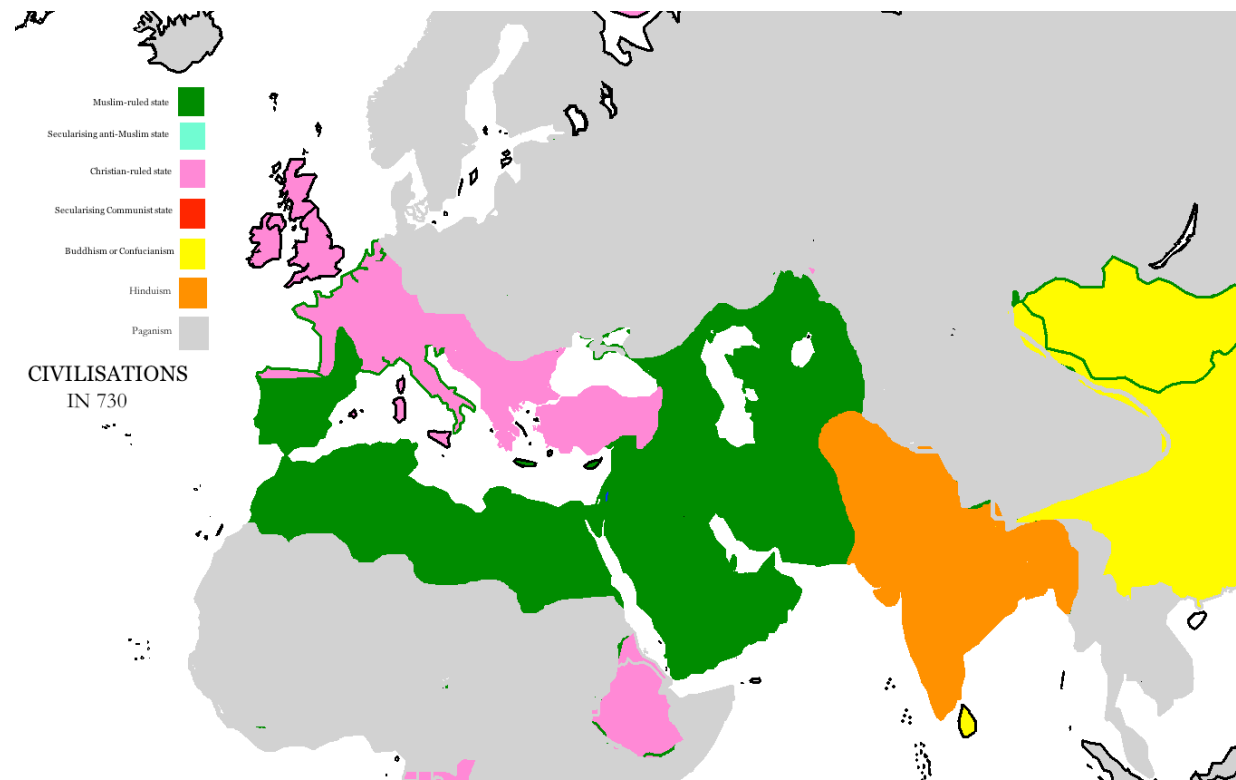 Muslim-ruled state
Secularising anti-Muslim state
Christian-ruled state
Secularising Communist state
Buddhism or Confucianism
Hinduism
Paganism
CIVILISATIONS
IN 730